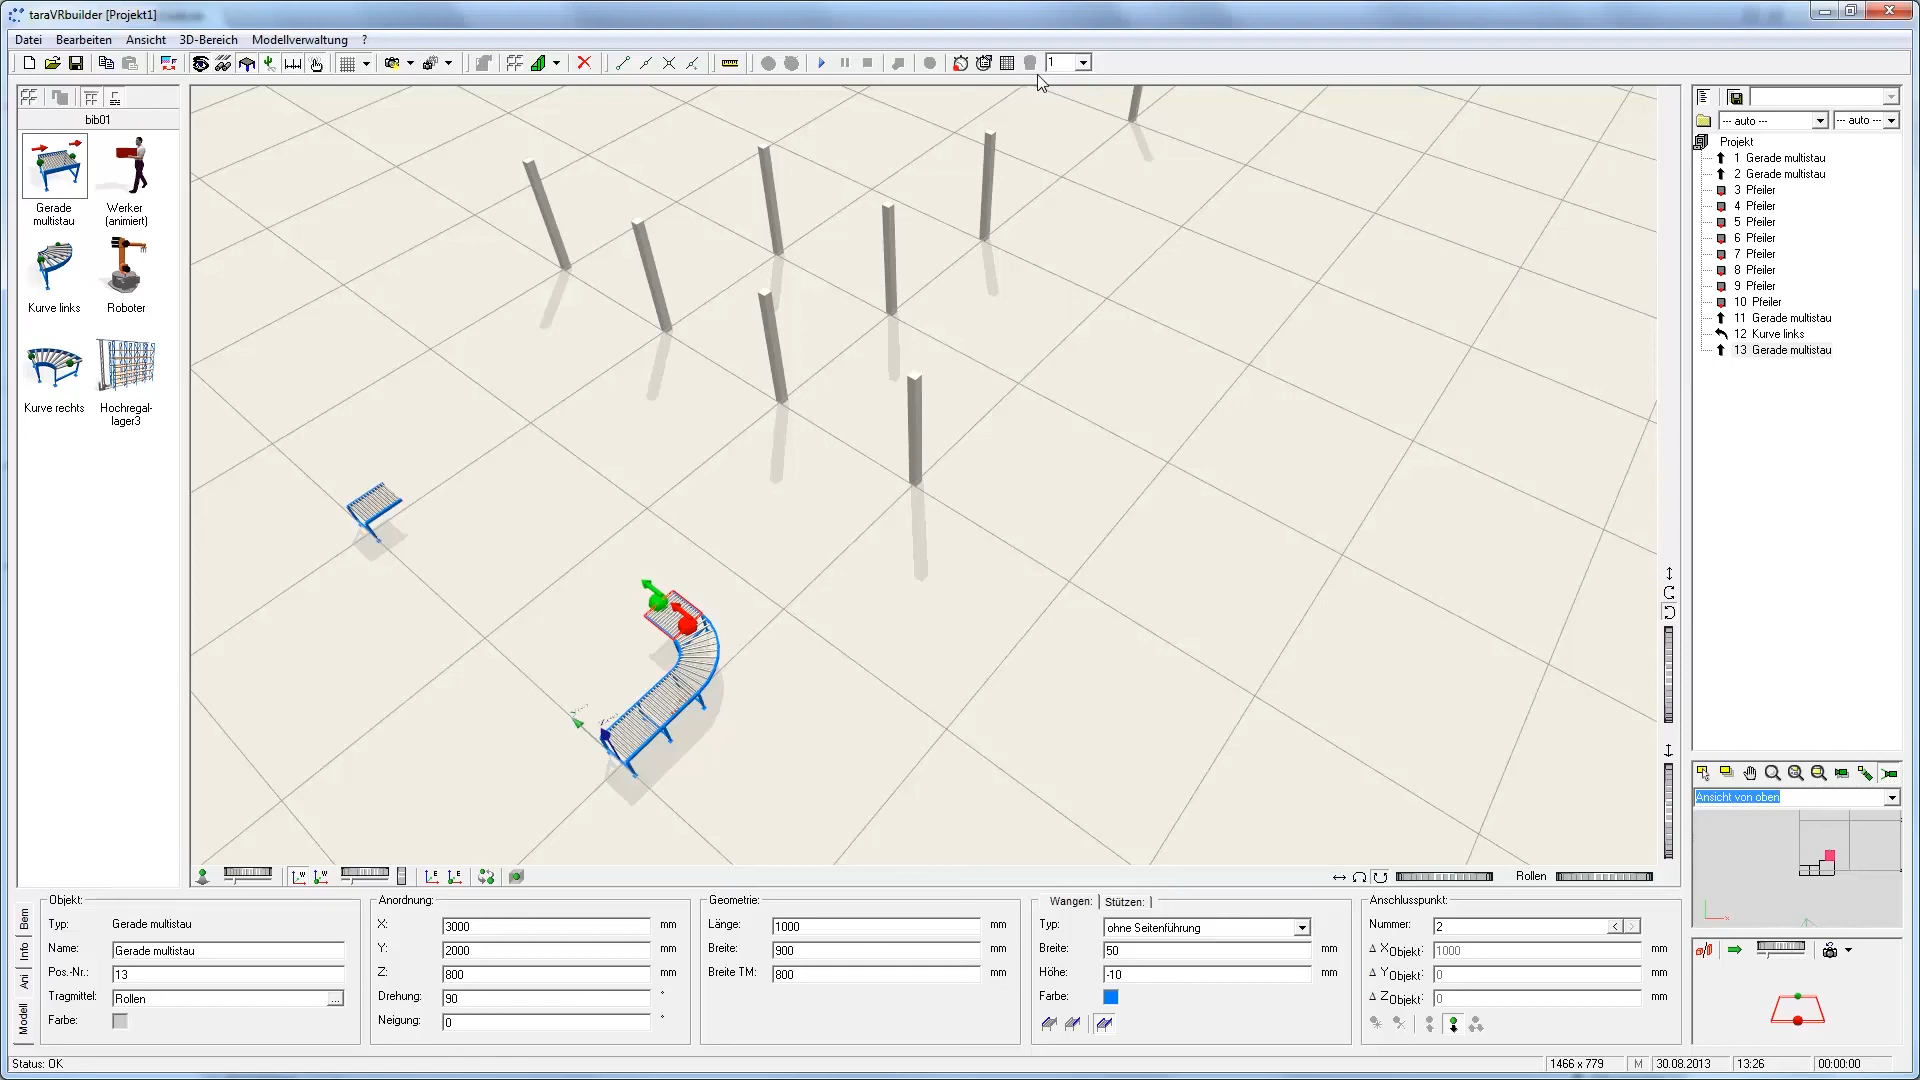 taraVRbuilder [Projekt1]
Datei Bearbeiten Ansicht 3D-Bereich Modellverwaltung ?
1
bib01
Gerade multistau
Werker (animiert)
Kurve links
Roboter
Kurve rechts
Hochregal-lager3
--- auto --- --- auto ---
Projekt
1 Gerade multistau
2 Gerade multistau
3 Pfeiler
4 Pfeiler
5 Pfeiler
6 Pfeiler
7 Pfeiler
8 Pfeiler
9 Pfeiler
10 Pfeiler
11 Gerade multistau
12 Kurve links
13 Gerade multistau
Ansicht von oben
Rollen
Bem
Info
Ani
Modell
Objekt:
Typ: Gerade multistau
Name: Gerade multistau
Pos.-Nr.: 13
Tragmittel: Rollen ...
Farbe:
Anordnung:
X: 3000 mm
Y: 2000 mm
Z: 800 mm
Drehung: 90 °
Neigung: 0 °
Geometrie:
Länge: 1000 mm
Breite: 900 mm
Breite TM: 800 mm
Wangen: Stützen:
Typ: ohne Seitenführung
Breite: 50 mm
Höhe: -10 mm
Farbe:
Anschlusspunkt:
Nummer: 2 < >
Δ X Objekt: 1000 mm
Δ Y Objekt: 0 mm
Δ Z Objekt: 0 mm
Status: OK
1466 x 779 M 30.08.2013 13:26 00:00:00